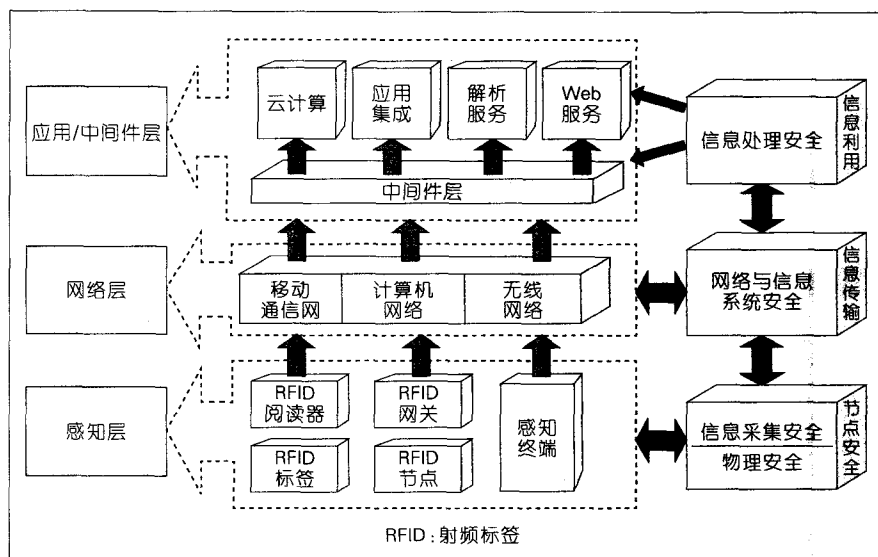 云计算
应用
集成
解析
服务
Web
服务
应用/中间件层
信息处理安全
信息利用
中间件层
网络层
移动
通信网
计算机
网络
无线
网络
网络与信息
系统安全
信息传输
感知层
RFID
阅读器
RFID
网关
感知
终端
RFID
标签
RFID
节点
信息采集安全
物理安全
节点安全
RFID:射频标签